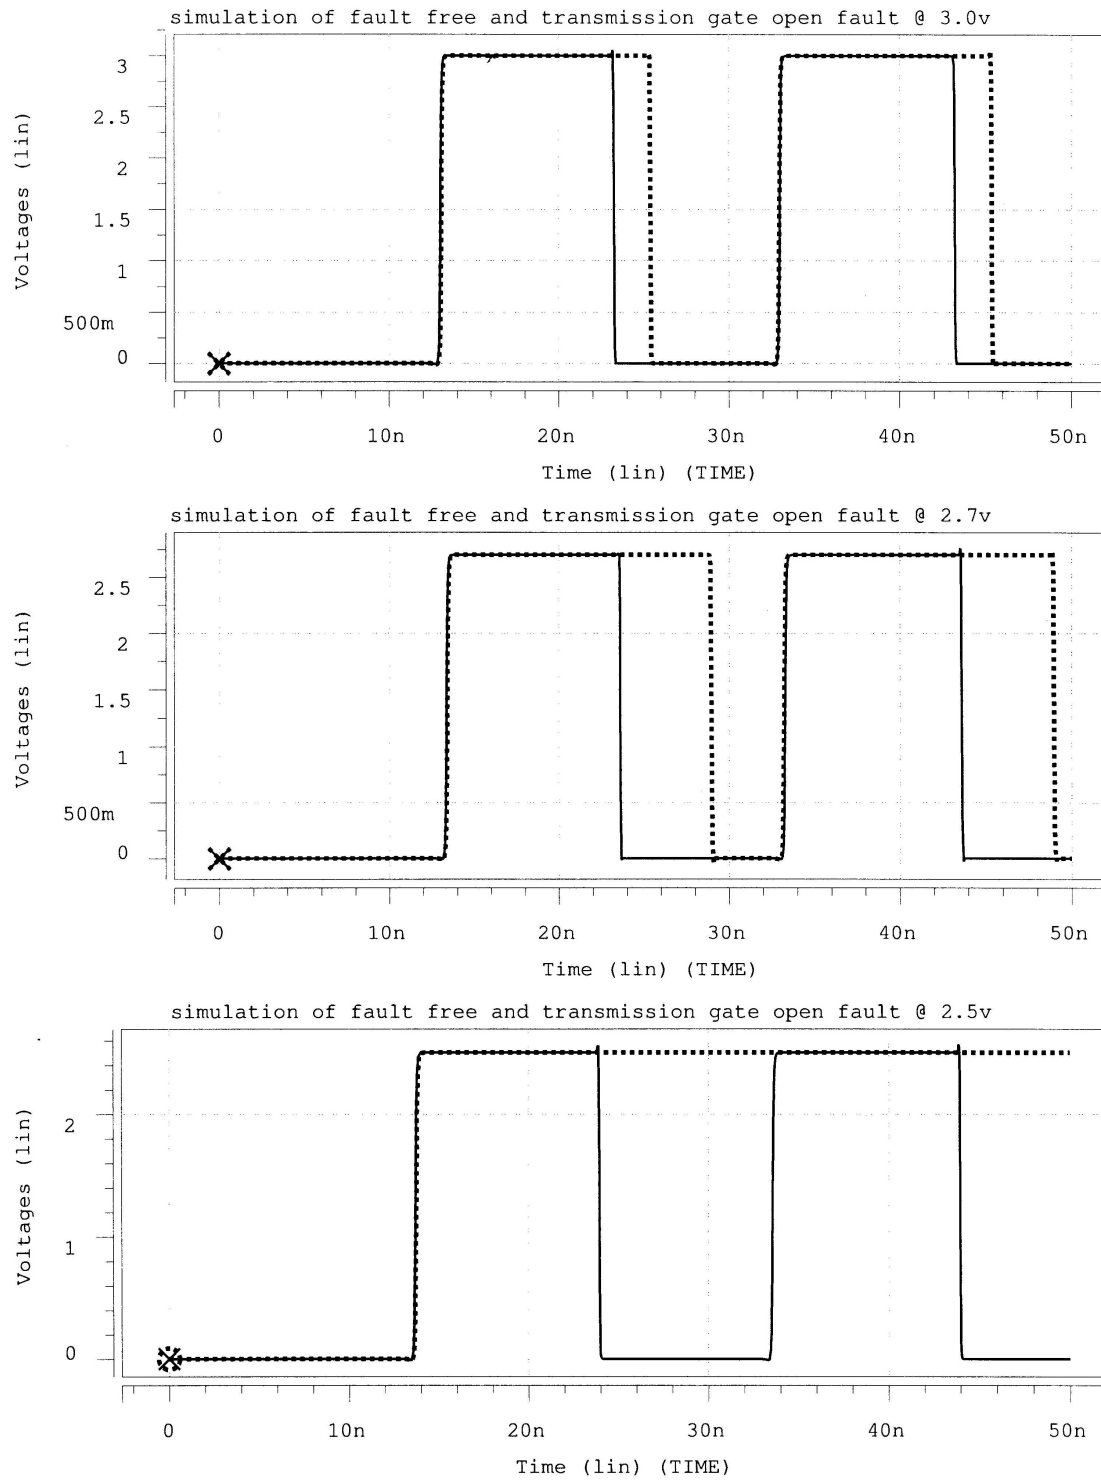 simulation of fault free and transmission gate open fault @ 3.0v
3
2.5
2
1.5
1
500m
0
Voltages (lin)
0 10n 20n 30n 40n 50n
Time (lin) (TIME)
simulation of fault free and transmission gate open fault @ 2.7v
2.5
2
1.5
1
500m
0
Voltages (lin)
0 10n 20n 30n 40n 50n
Time (lin) (TIME)
simulation of fault free and transmission gate open fault @ 2.5v
2
1
0
Voltages (lin)
0 10n 20n 30n 40n 50n
Time (lin) (TIME)